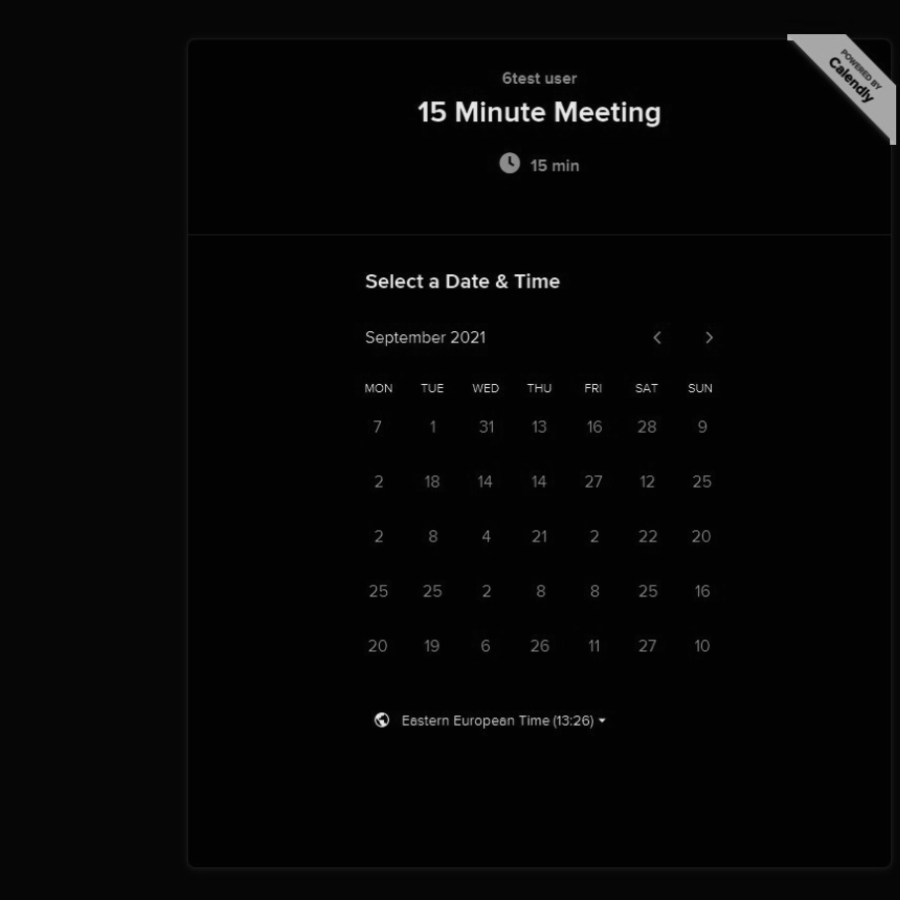 POWERED BY
Calendly
6test user
15 Minute Meeting
15 min
Select a Date & Time
September 2021
MON TUE WED THU FRI SAT SUN
7 1 31 13 16 28 9
2 18 14 14 27 12 25
2 8 4 21 2 22 20
25 25 2 8 8 25 16
20 19 6 26 11 27 10
Eastern European Time (13:26)